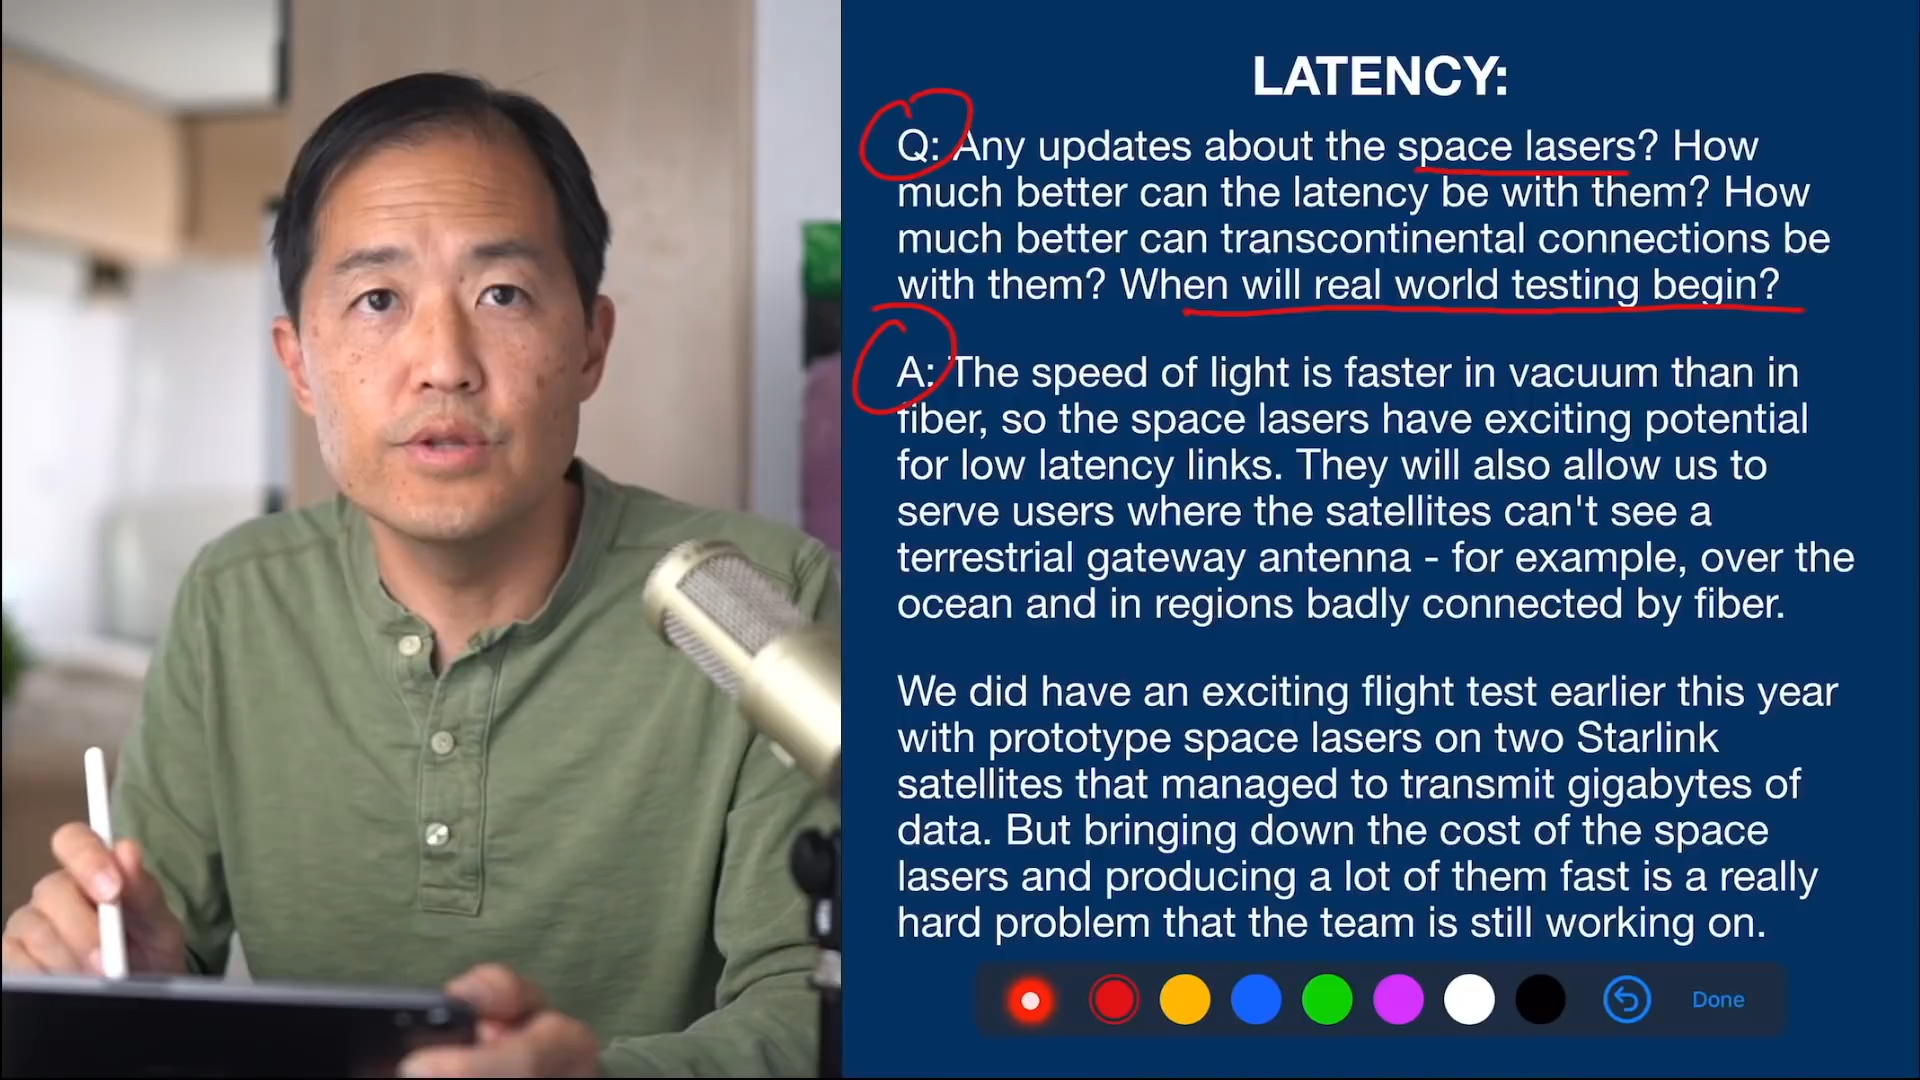 LATENCY:
Q: Any updates about the space lasers? How
much better can the latency be with them? How
much better can transcontinental connections be
with them? When will real world testing begin?
A: The speed of light is faster in vacuum than in
fiber, so the space lasers have exciting potential
for low latency links. They will also allow us to
serve users where the satellites can't see a
terrestrial gateway antenna - for example, over the
ocean and in regions badly connected by fiber.
We did have an exciting flight test earlier this year
with prototype space lasers on two Starlink
satellites that managed to transmit gigabytes of
data. But bringing down the cost of the space
lasers and producing a lot of them fast is a really
hard problem that the team is still working on.
Done